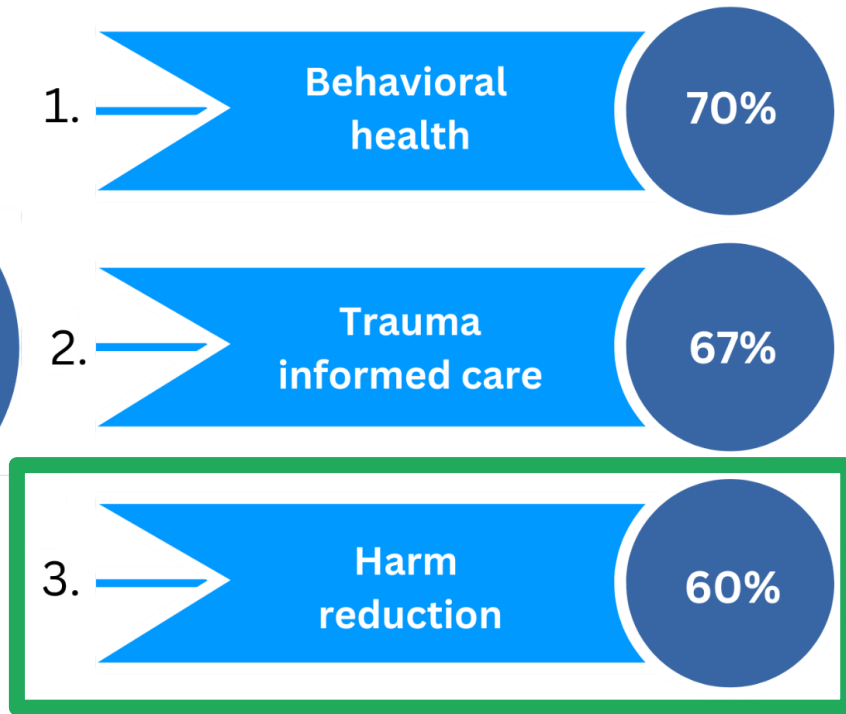 1.
Behavioral
health
70%
2.
Trauma
informed care
67%
3.
Harm
reduction
60%